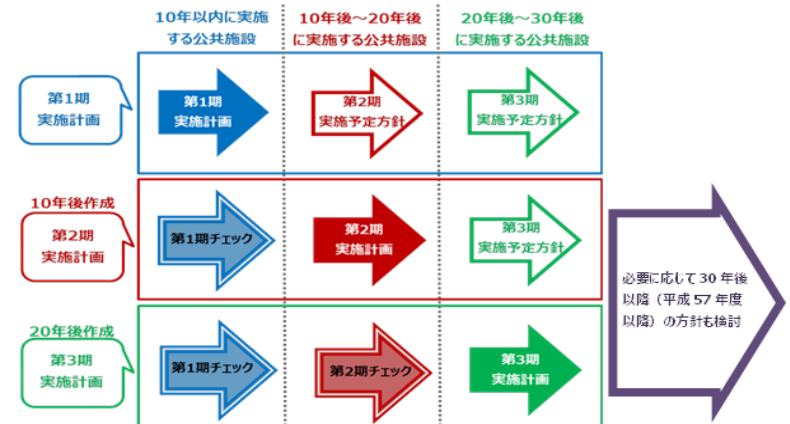 10年以内に実施
する公共施設
10年後～20年後
に実施する公共施設
20年後～30年後
に実施する公共施設
第1期
実施計画
第1期
実施計画
第2期
実施予定方針
第3期
実施予定方針
10年後作成
第2期
実施計画
第1期チェック
第2期
実施計画
第3期
実施予定方針
20年後作成
第3期
実施計画
第1期チェック
第2期チェック
第3期
実施計画
必要に応じて30年後
以降（平成57年度
以降）の方針も検討